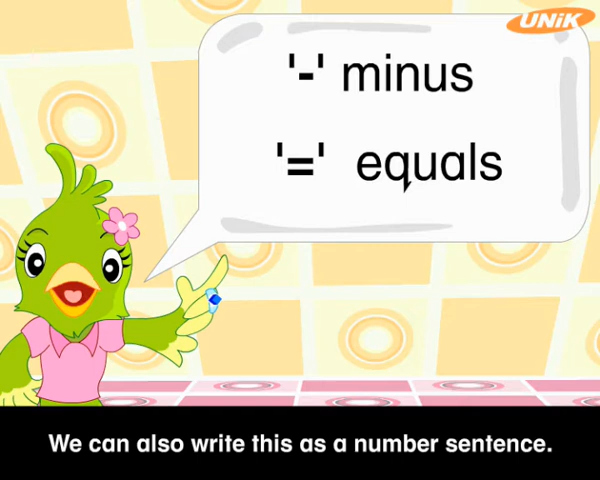 UNiK
'-' minus
'=' equals
We can also write this as a number sentence.